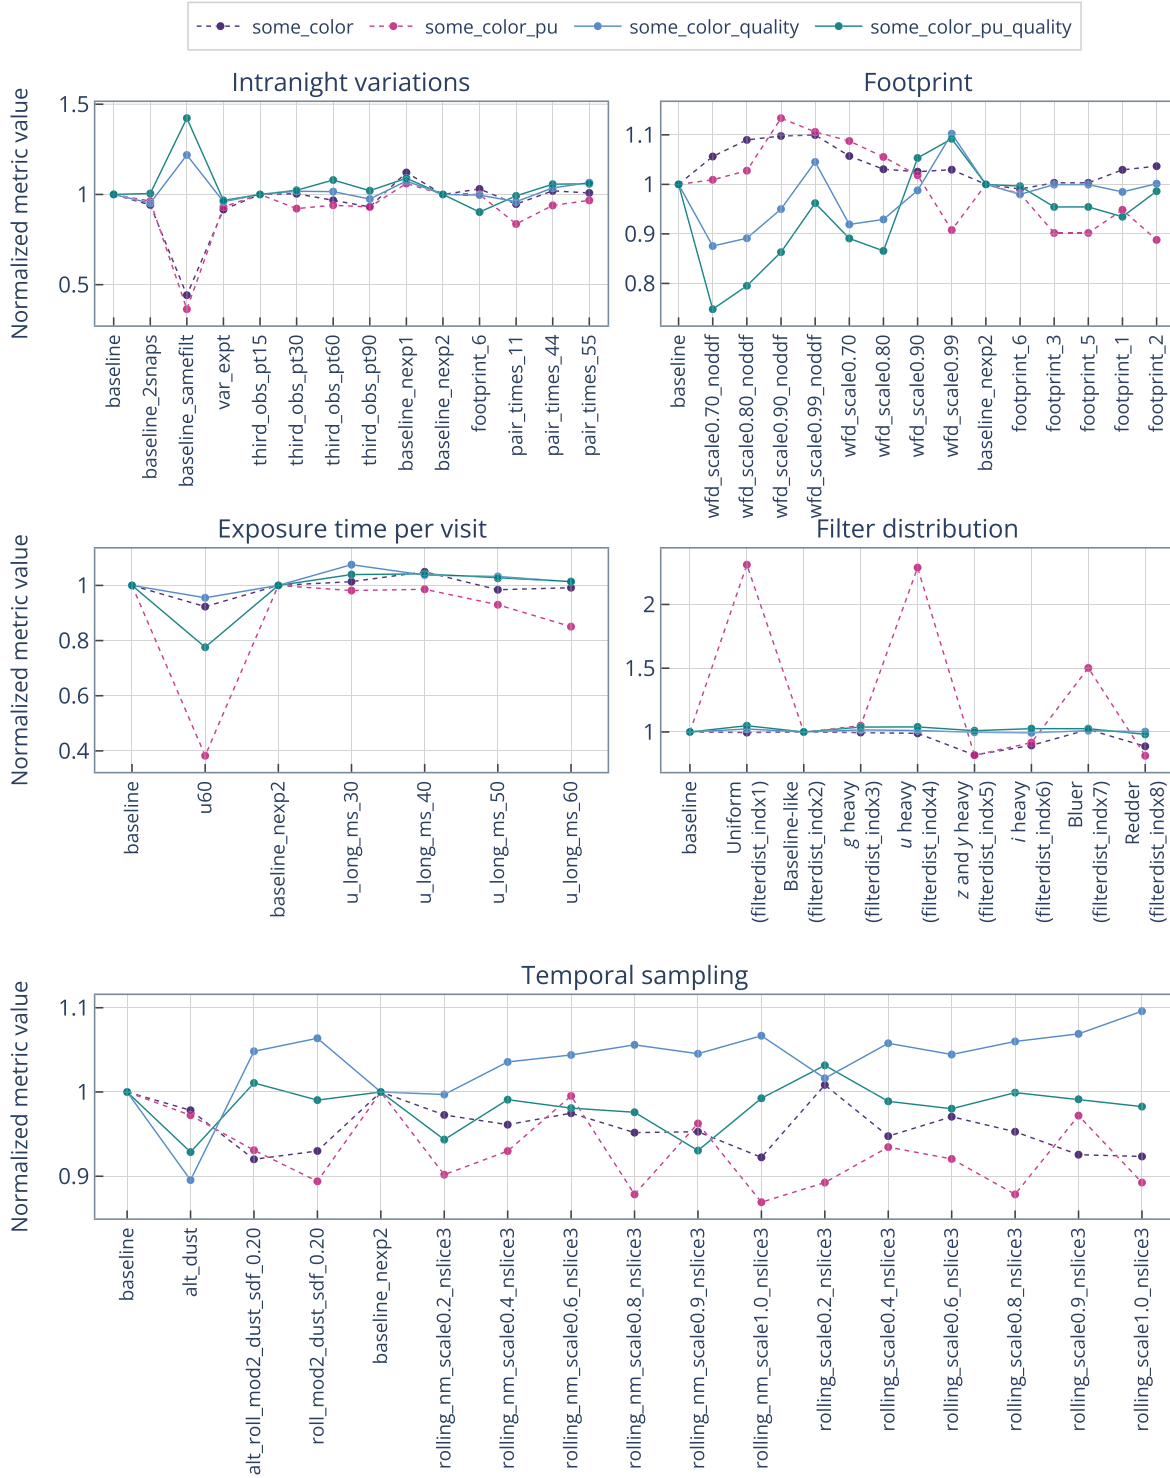 some_color
some_color_pu
some_color_quality
some_color_pu_quality
Intranight variations
Normalized metric value
1.5
1
0.5
baseline
baseline_2snaps
baseline_samefilt
var_expt
third_obs_pt15
third_obs_pt30
third_obs_pt60
third_obs_pt90
baseline_nexp1
baseline_nexp2
footprint_6
pair_times_11
pair_times_44
pair_times_55
Footprint
1.1
1
0.9
0.8
baseline
wfd_scale0.70_noddf
wfd_scale0.80_noddf
wfd_scale0.90_noddf
wfd_scale0.99_noddf
wfd_scale0.70
wfd_scale0.80
wfd_scale0.90
wfd_scale0.99
baseline_nexp2
footprint_6
footprint_3
footprint_5
footprint_1
footprint_2
Exposure time per visit
Normalized metric value
1
0.8
0.6
0.4
baseline
u60
baseline_nexp2
u_long_ms_30
u_long_ms_40
u_long_ms_50
u_long_ms_60
Filter distribution
2
1.5
1
baseline
Uniform
(filterdist_indx1)
Baseline-like
(filterdist_indx2)
g heavy
(filterdist_indx3)
u heavy
(filterdist_indx4)
z and y heavy
(filterdist_indx5)
i heavy
(filterdist_indx6)
Bluer
(filterdist_indx7)
Redder
(filterdist_indx8)
Temporal sampling
Normalized metric value
1.1
1
0.9
baseline
alt_dust
alt_roll_mod2_dust_sdf_0.20
roll_mod2_dust_sdf_0.20
baseline_nexp2
rolling_nm_scale0.2_nslice3
rolling_nm_scale0.4_nslice3
rolling_nm_scale0.6_nslice3
rolling_nm_scale0.8_nslice3
rolling_nm_scale0.9_nslice3
rolling_nm_scale1.0_nslice3
rolling_scale0.2_nslice3
rolling_scale0.4_nslice3
rolling_scale0.6_nslice3
rolling_scale0.8_nslice3
rolling_scale0.9_nslice3
rolling_scale1.0_nslice3